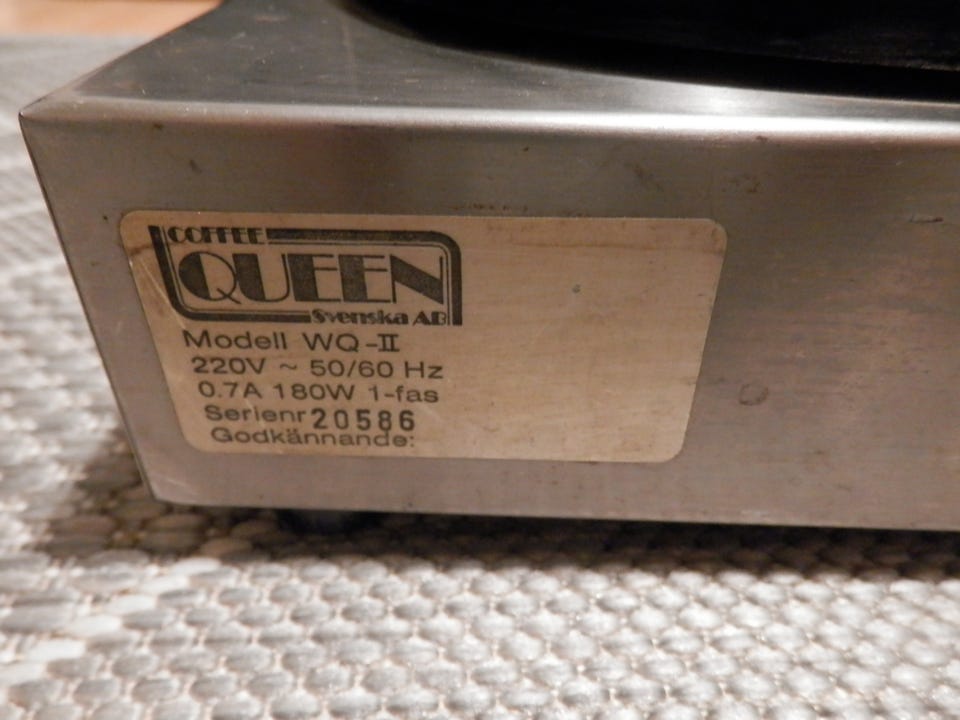 COFFEE
QUEEN
Svenska AB
Modell WQ-II
220V ~ 50/60 Hz
0.7A 180W 1-fas
Serienr 20586
Godkännande: